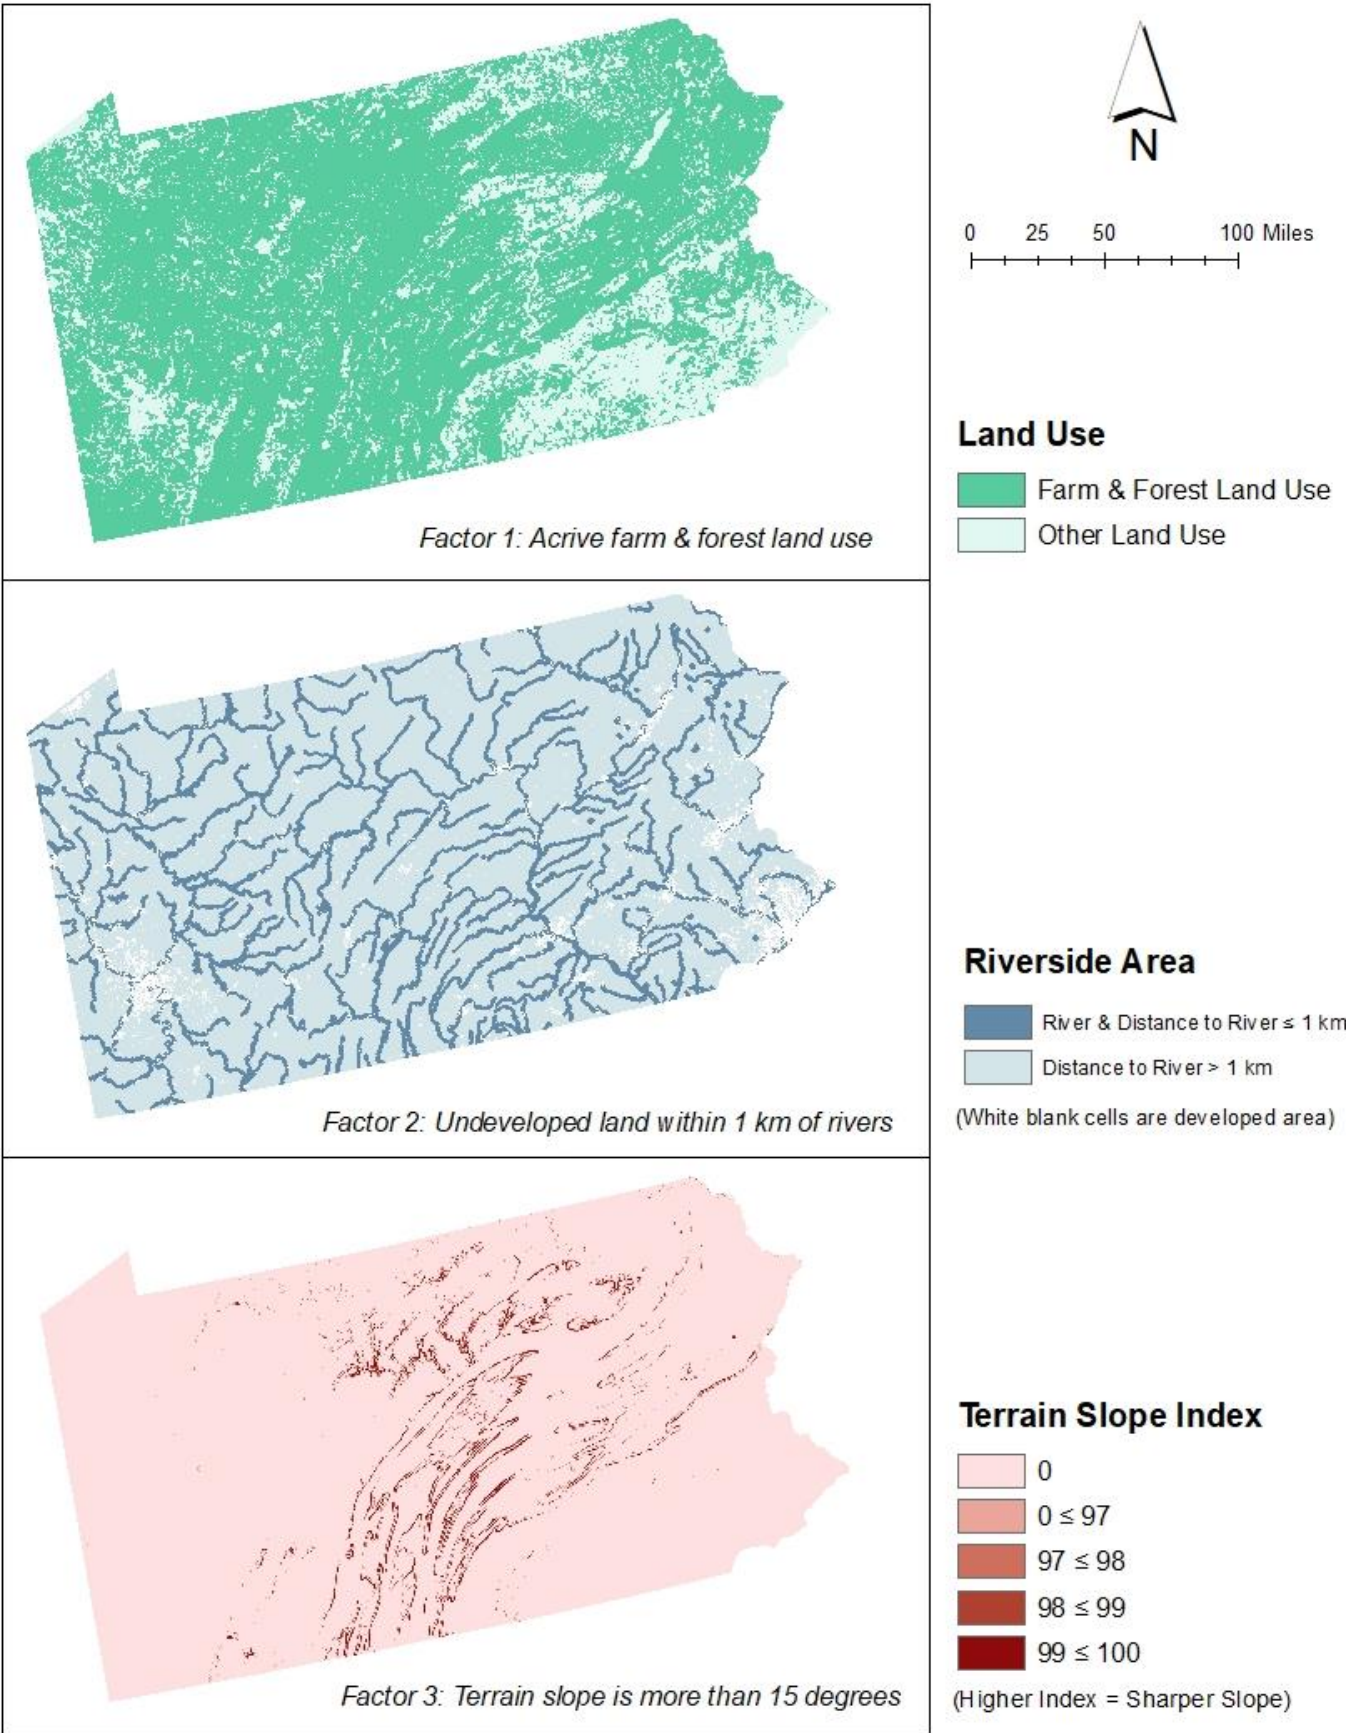 N
0 25 50 100 Miles
Land Use
Farm & Forest Land Use
Other Land Use
Factor 1: Acrive farm & forest land use
Riverside Area
River & Distance to River ≤ 1 km
Distance to River > 1 km
(White blank cells are developed area)
Factor 2: Undeveloped land within 1 km of rivers
Terrain Slope Index
0
0 ≤ 97
97 ≤ 98
98 ≤ 99
99 ≤ 100
(Higher Index = Sharper Slope)
Factor 3: Terrain slope is more than 15 degrees